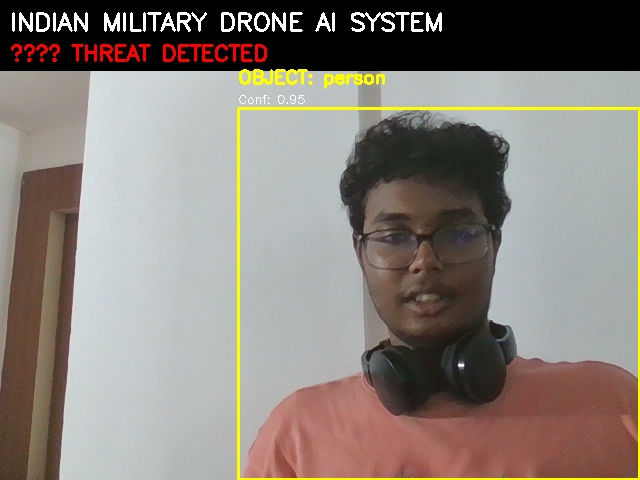 INDIAN MILITARY DRONE AI SYSTEM
???? THREAT DETECTED
OBJECT: person
Conf: 0.95